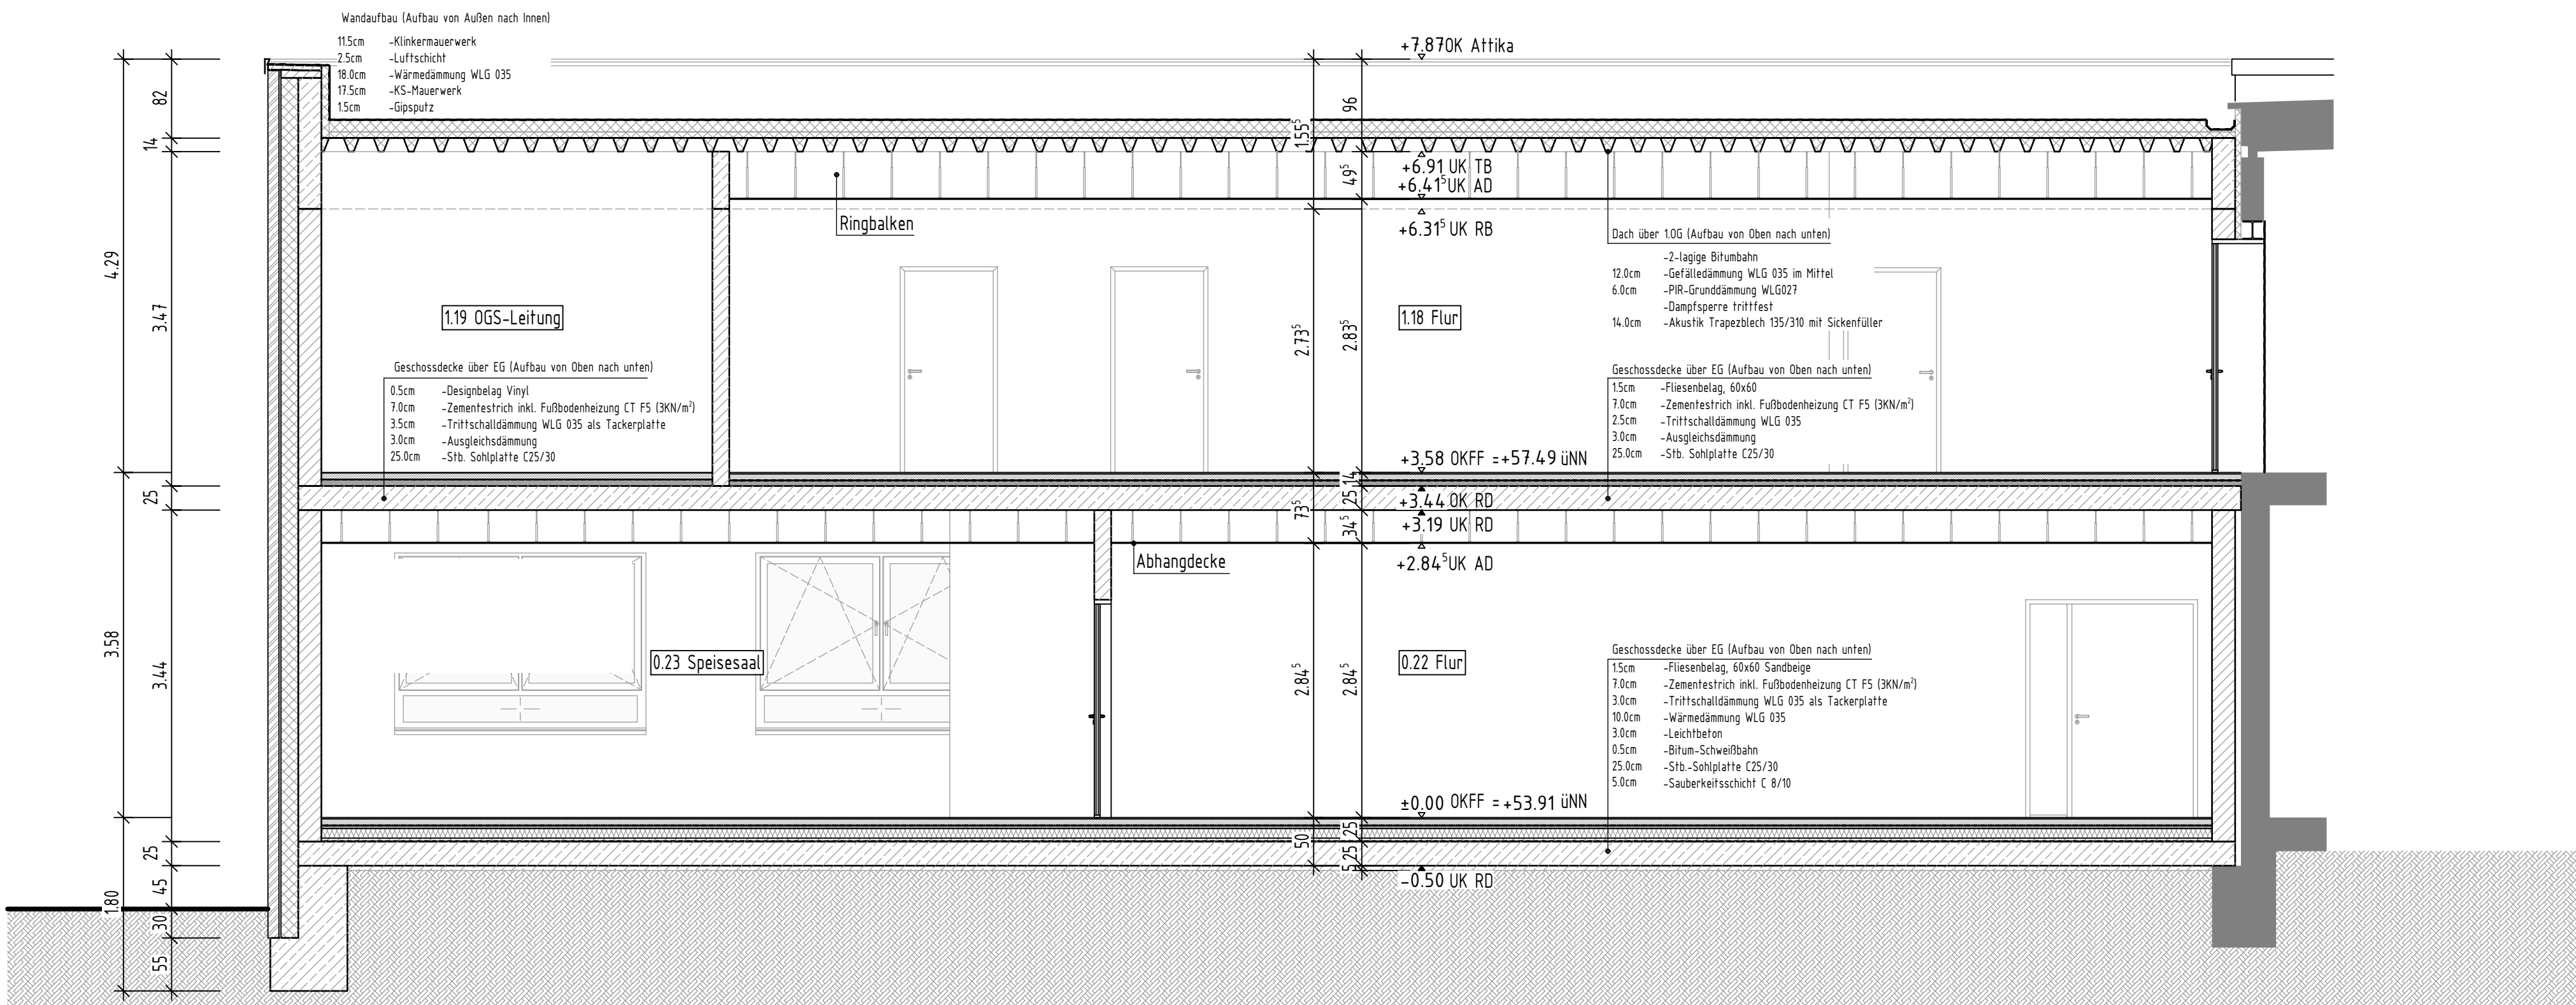 Wandaufbau (Aufbau von Außen nach Innen)
11.5cm -Klinkermauerwerk
2.5cm -Luftschicht
18.0cm -Wärmedämmung WLG 035
17.5cm -KS-Mauerwerk
1.5cm -Gipsputz
+7.87OK Attika
82
14
4.29
3.47
96
1.55⁵
49⁵
+6.91 UK TB
+6.41⁵UK AD
+6.31⁵ UK RB
Ringbalken
Dach über 1.OG (Aufbau von Oben nach unten)
-2-lagige Bitumbahn
12.0cm -Gefälledämmung WLG 035 im Mittel
6.0cm -PIR-Grunddämmung WLG027
-Dampfsperre trittfest
14.0cm -Akustik Trapezblech 135/310 mit Sickenfüller
1.19 OGS-Leitung
1.18 Flur
2.73⁵
2.83⁵
Geschossdecke über EG (Aufbau von Oben nach unten)
0.5cm -Designbelag Vinyl
7.0cm -Zementestrich inkl. Fußbodenheizung CT F5 (3KN/m²)
3.5cm -Trittschalldämmung WLG 035 als Tackerplatte
3.0cm -Ausgleichsdämmung
25.0cm -Stb. Sohlplatte C25/30
Geschossdecke über EG (Aufbau von Oben nach unten)
1.5cm -Fliesenbelag, 60x60
7.0cm -Zementestrich inkl. Fußbodenheizung CT F5 (3KN/m²)
2.5cm -Trittschalldämmung WLG 035
3.0cm -Ausgleichsdämmung
25.0cm -Stb. Sohlplatte C25/30
+3.58 OKFF =+57.49 üNN
+3.44 OK RD
+3.19 UK RD
+2.84⁵UK AD
25
14
25
73⁵
34⁵
Abhangdecke
3.58
3.44
2.84⁵
2.84⁵
0.23 Speisesaal
0.22 Flur
Geschossdecke über EG (Aufbau von Oben nach unten)
1.5cm -Fliesenbelag, 60x60 Sandbeige
7.0cm -Zementestrich inkl. Fußbodenheizung CT F5 (3KN/m²)
3.0cm -Trittschalldämmung WLG 035 als Tackerplatte
10.0cm -Wärmedämmung WLG 035
3.0cm -Leichtbeton
0.5cm -Bitum-Schweißbahn
25.0cm -Stb.-Sohlplatte C25/30
5.0cm -Sauberkeitsschicht C 8/10
±0.00 OKFF =+53.91 üNN
25
50
25
25
5
-0.50 UK RD
1.80
45
30
55